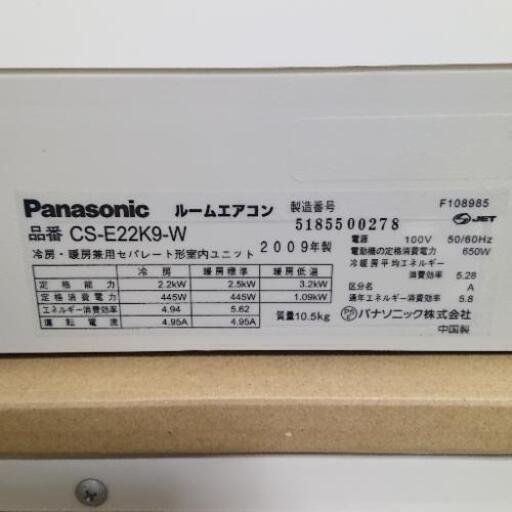 Panasonic ルームエアコン 製造番号 F108985
5185500278 JET
品番 CS-E22K9-W 2009年製 電源 100V 50/60Hz
電動機の定格消費電力 650W
冷房・暖房兼用セパレート形室内ユニット
冷暖房平均エネルギー
消費効率 5.28
区分名 A
通年エネルギー消費効率 5.8
冷房 暖房標準 暖房低温
定格能力 2.2kW 2.5kW 3.2kW
定格消費電力 445W 445W 1.09kW
エネルギー消費効率 4.94 5.62
運転電流 4.95A 4.95A
質量10.5kg
パナソニック株式会社
中国製